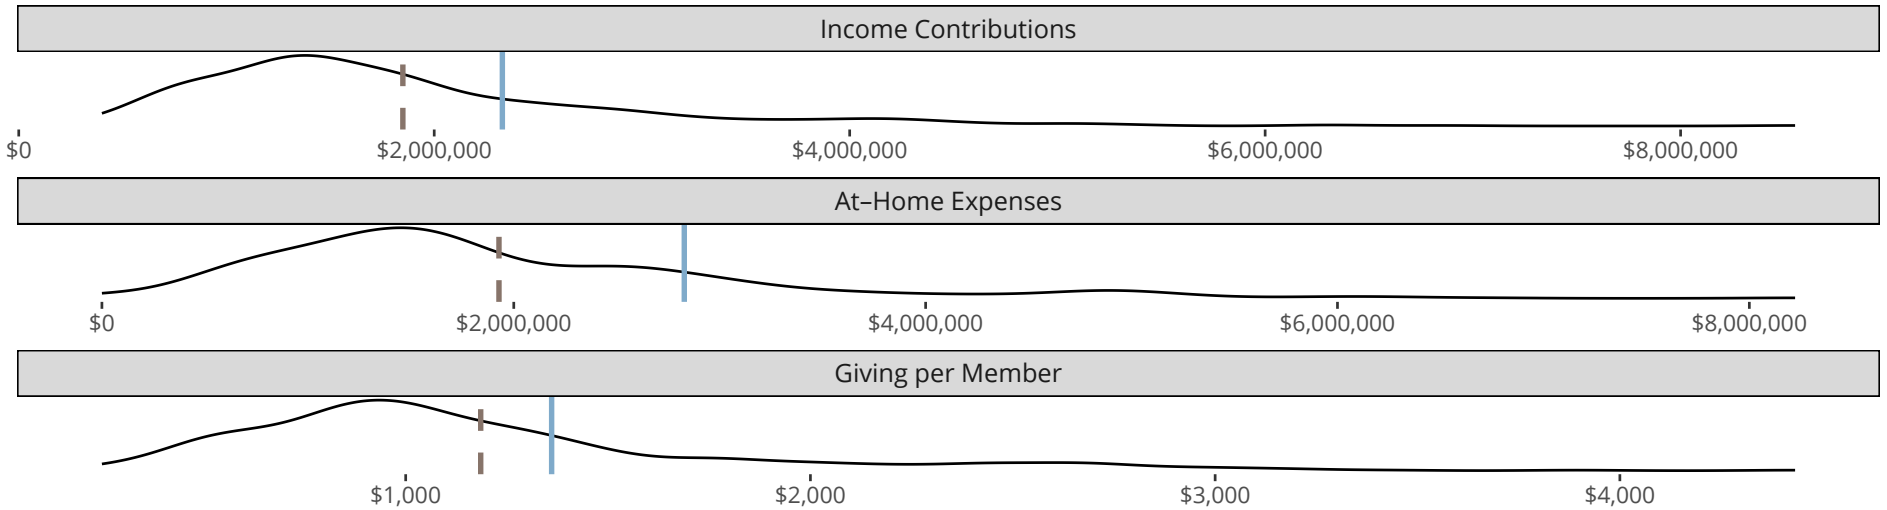 Income Contributions
$0 $2,000,000 $4,000,000 $6,000,000 $8,000,000
At–Home Expenses
$0 $2,000,000 $4,000,000 $6,000,000 $8,000,000
Giving per Member
$1,000 $2,000 $3,000 $4,000